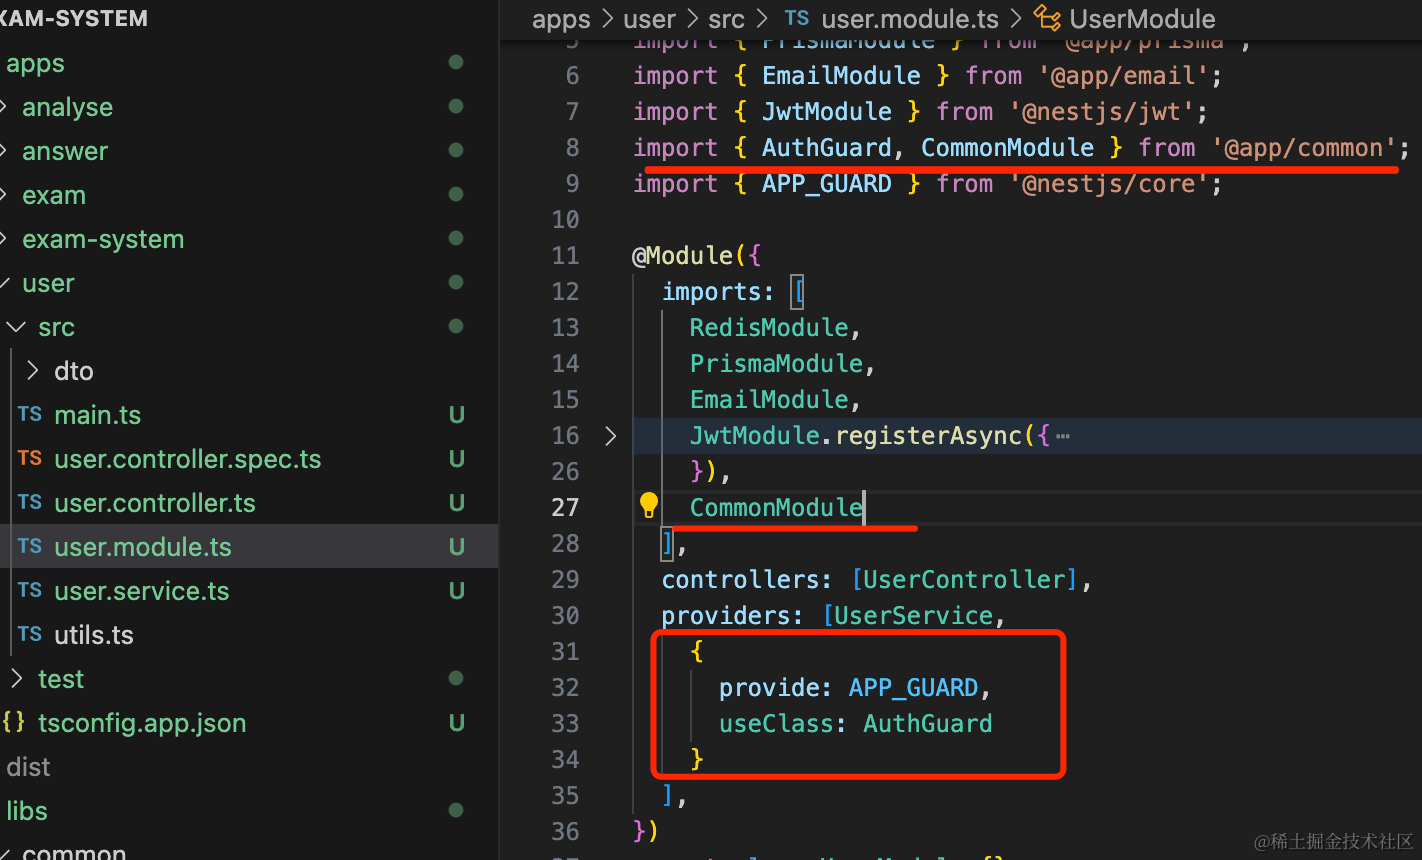 XAM-SYSTEM
apps
analyse
answer
exam
exam-system
user
src
dto
TS main.ts U
TS user.controller.spec.ts U
TS user.controller.ts U
TS user.module.ts U
TS user.service.ts U
TS utils.ts
test
{} tsconfig.app.json U
dist
libs
common
apps > user > src > TS user.module.ts > UserModule
5 import { PrismaModule } from '@app/prisma';
6 import { EmailModule } from '@app/email';
7 import { JwtModule } from '@nestjs/jwt';
8 import { AuthGuard, CommonModule } from '@app/common';
9 import { APP_GUARD } from '@nestjs/core';
10
11 @Module({
12 imports: [
13 RedisModule,
14 PrismaModule,
15 EmailModule,
16 JwtModule.registerAsync({ ⋯
26 }),
27 CommonModule
28 ],
29 controllers: [UserController],
30 providers: [UserService,
31 {
32 provide: APP_GUARD,
33 useClass: AuthGuard
34 }
35 ],
36 })
@稀土掘金技术社区